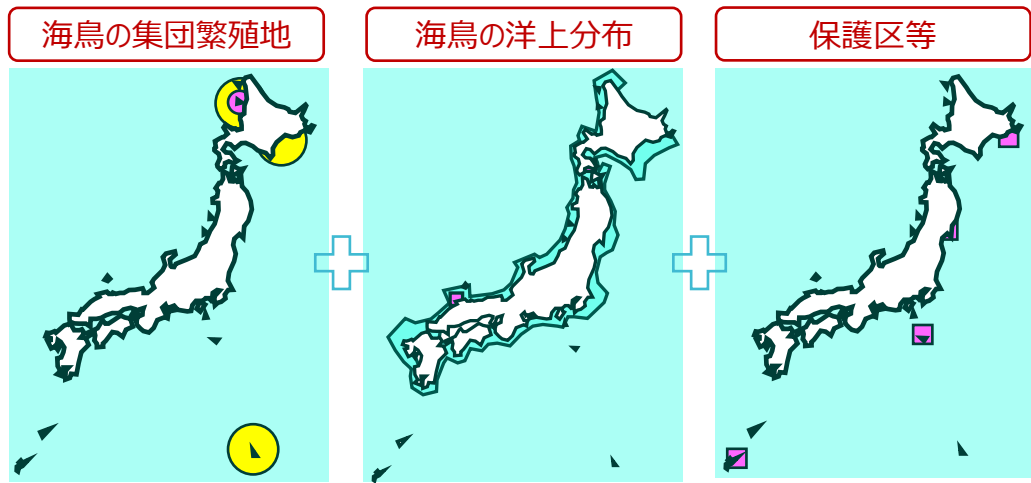 海鳥の集団繁殖地
海鳥の洋上分布
保護区等